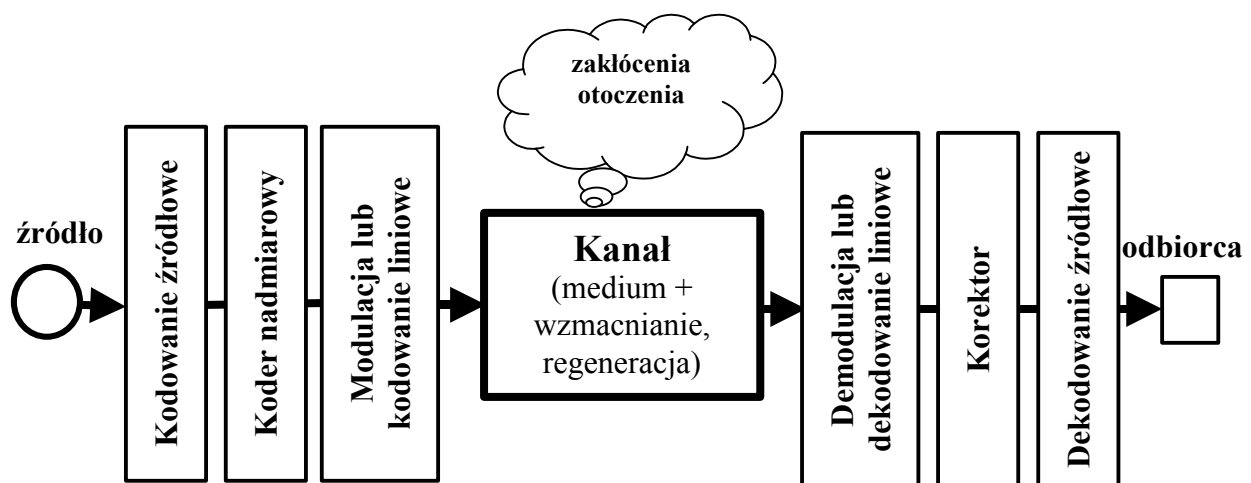 zakłócenia
otoczenia
źródło
Kodowanie źródłowe
Koder nadmiarowy
Modulacja lub
kodowanie liniowe
Kanał
(medium +
wzmacnianie,
regeneracja)
Demodulacja lub
dekodowanie liniowe
Korektor
Dekodowanie źródłowe
odbiorca